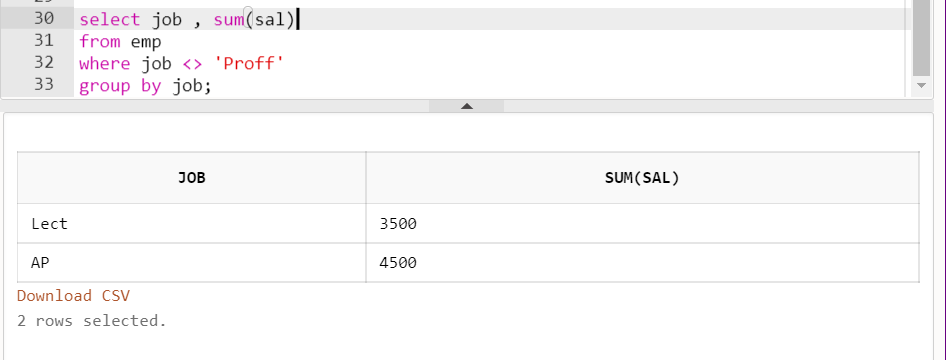 30 select job , sum(sal)
31 from emp
32 where job <> 'Proff'
33 group by job;
JOB SUM(SAL)
Lect 3500
AP 4500
Download CSV
2 rows selected.